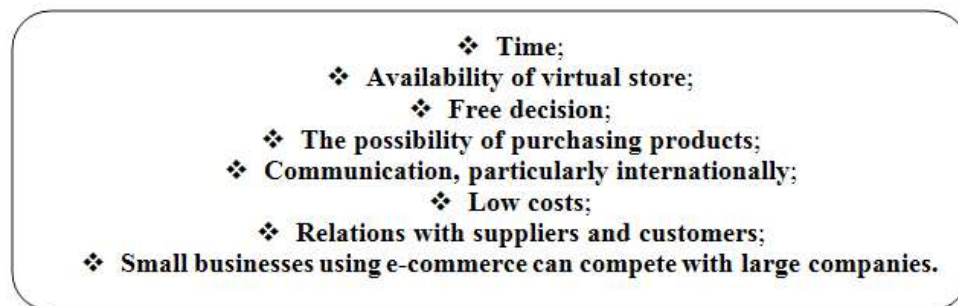 ❖ Time;
❖ Availability of virtual store;
❖ Free decision;
❖ The possibility of purchasing products;
❖ Communication, particularly internationally;
❖ Low costs;
❖ Relations with suppliers and customers;
❖ Small businesses using e-commerce can compete with large companies.